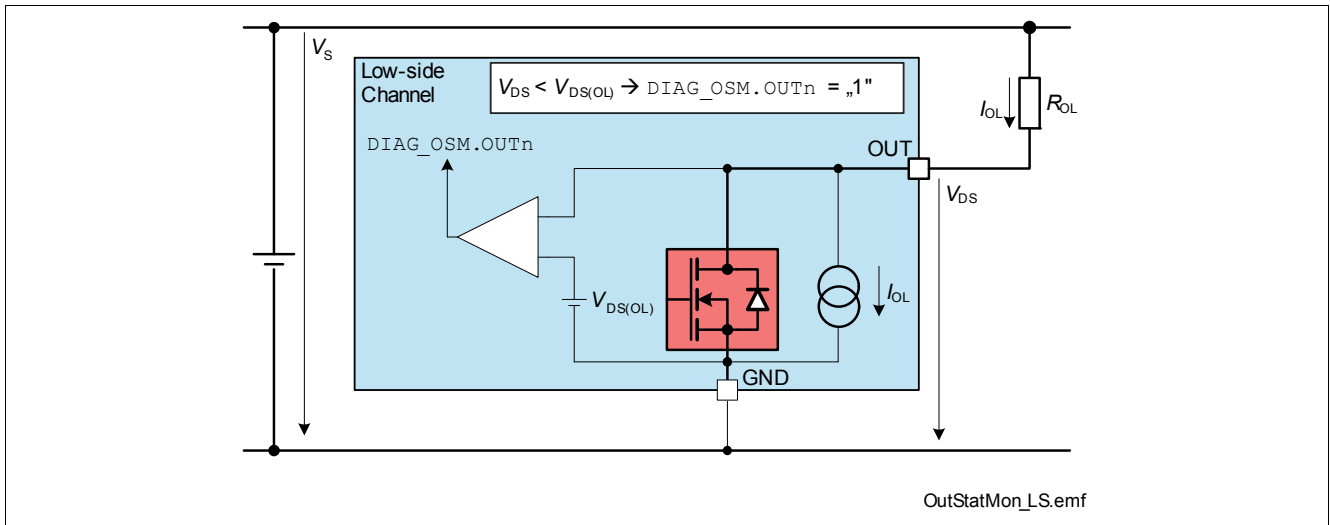 VS
Low-side
Channel
VDS < VDS(OL) → DIAG_OSM.OUTn = „1"
IOL
ROL
DIAG_OSM.OUTn
OUT
VDS
VDS(OL)
IOL
GND
OutStatMon_LS.emf